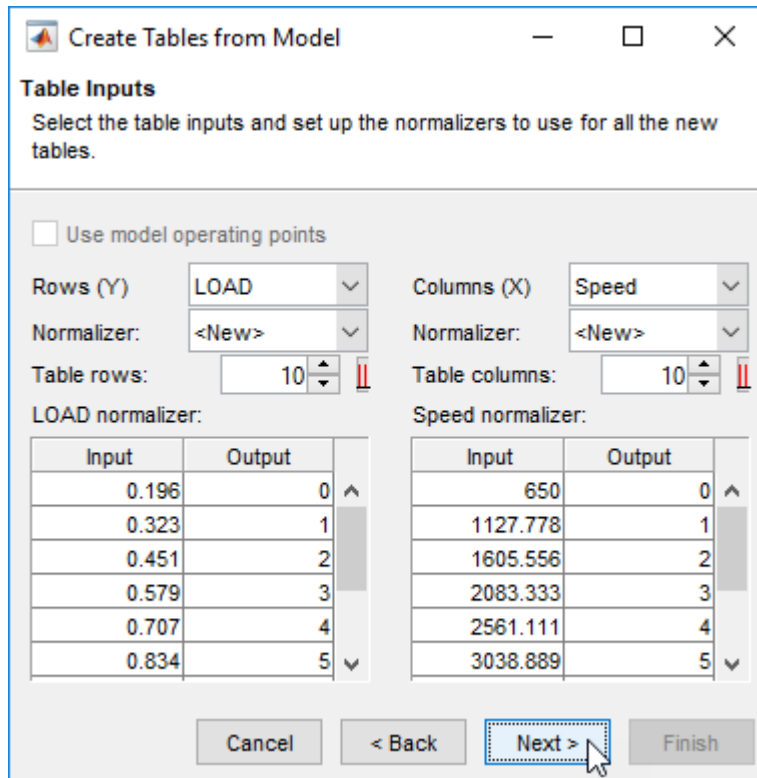 Create Tables from Model
Table Inputs
Select the table inputs and set up the normalizers to use for all the new
tables.
Use model operating points
Rows (Y) LOAD Columns (X) Speed
Normalizer: <New> Normalizer: <New>
Table rows: 10 Table columns: 10
LOAD normalizer: Speed normalizer:
Input Output Input Output
0.196 0 650 0
0.323 1 1127.778 1
0.451 2 1605.556 2
0.579 3 2083.333 3
0.707 4 2561.111 4
0.834 5 3038.889 5
Cancel < Back Next > Finish